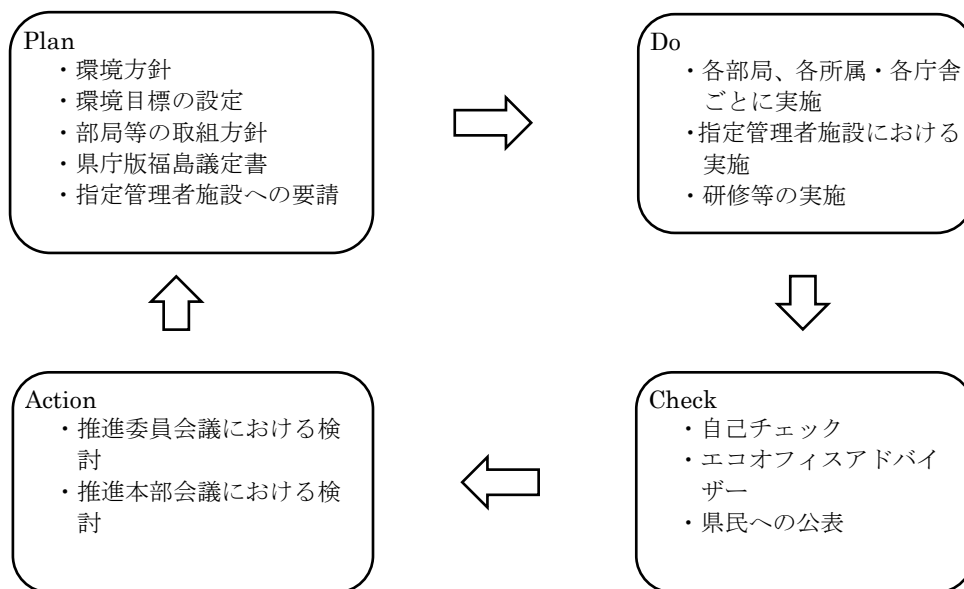 Plan
・環境方針
・環境目標の設定
・部局等の取組方針
・県庁版福島議定書
・指定管理者施設への要請
Do
・各部局、各所属・各庁舎
ごとに実施
・指定管理者施設における
実施
・研修等の実施
Action
・推進委員会議における検
討
・推進本部会議における検
討
Check
・自己チェック
・エコオフィスアドバイ
ザー
・県民への公表